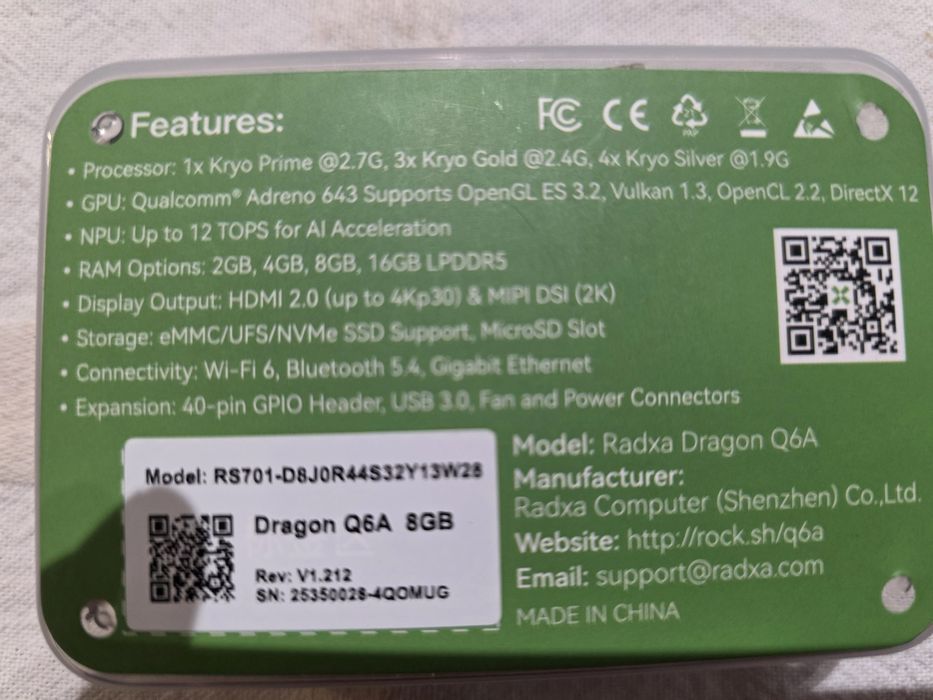 Features:
FC CE 21 PAP
• Processor: 1x Kryo Prime @2.7G, 3x Kryo Gold @2.4G, 4x Kryo Silver @1.9G
• GPU: Qualcomm® Adreno 643 Supports OpenGL ES 3.2, Vulkan 1.3, OpenCL 2.2, DirectX 12
• NPU: Up to 12 TOPS for AI Acceleration
• RAM Options: 2GB, 4GB, 8GB, 16GB LPDDR5
• Display Output: HDMI 2.0 (up to 4Kp30) & MIPI DSI (2K)
• Storage: eMMC/UFS/NVMe SSD Support, MicroSD Slot
• Connectivity: Wi-Fi 6, Bluetooth 5.4, Gigabit Ethernet
• Expansion: 40-pin GPIO Header, USB 3.0, Fan and Power Connectors
Model: RS701-D8J0R44S32Y13W28
Dragon Q6A 8GB
Rev: V1.212
SN: 25350028-4QOMUG
Model: Radxa Dragon Q6A
Manufacturer:
Radxa Computer (Shenzhen) Co.,Ltd.
Website: http://rock.sh/q6a
Email: support@radxa.com
MADE IN CHINA